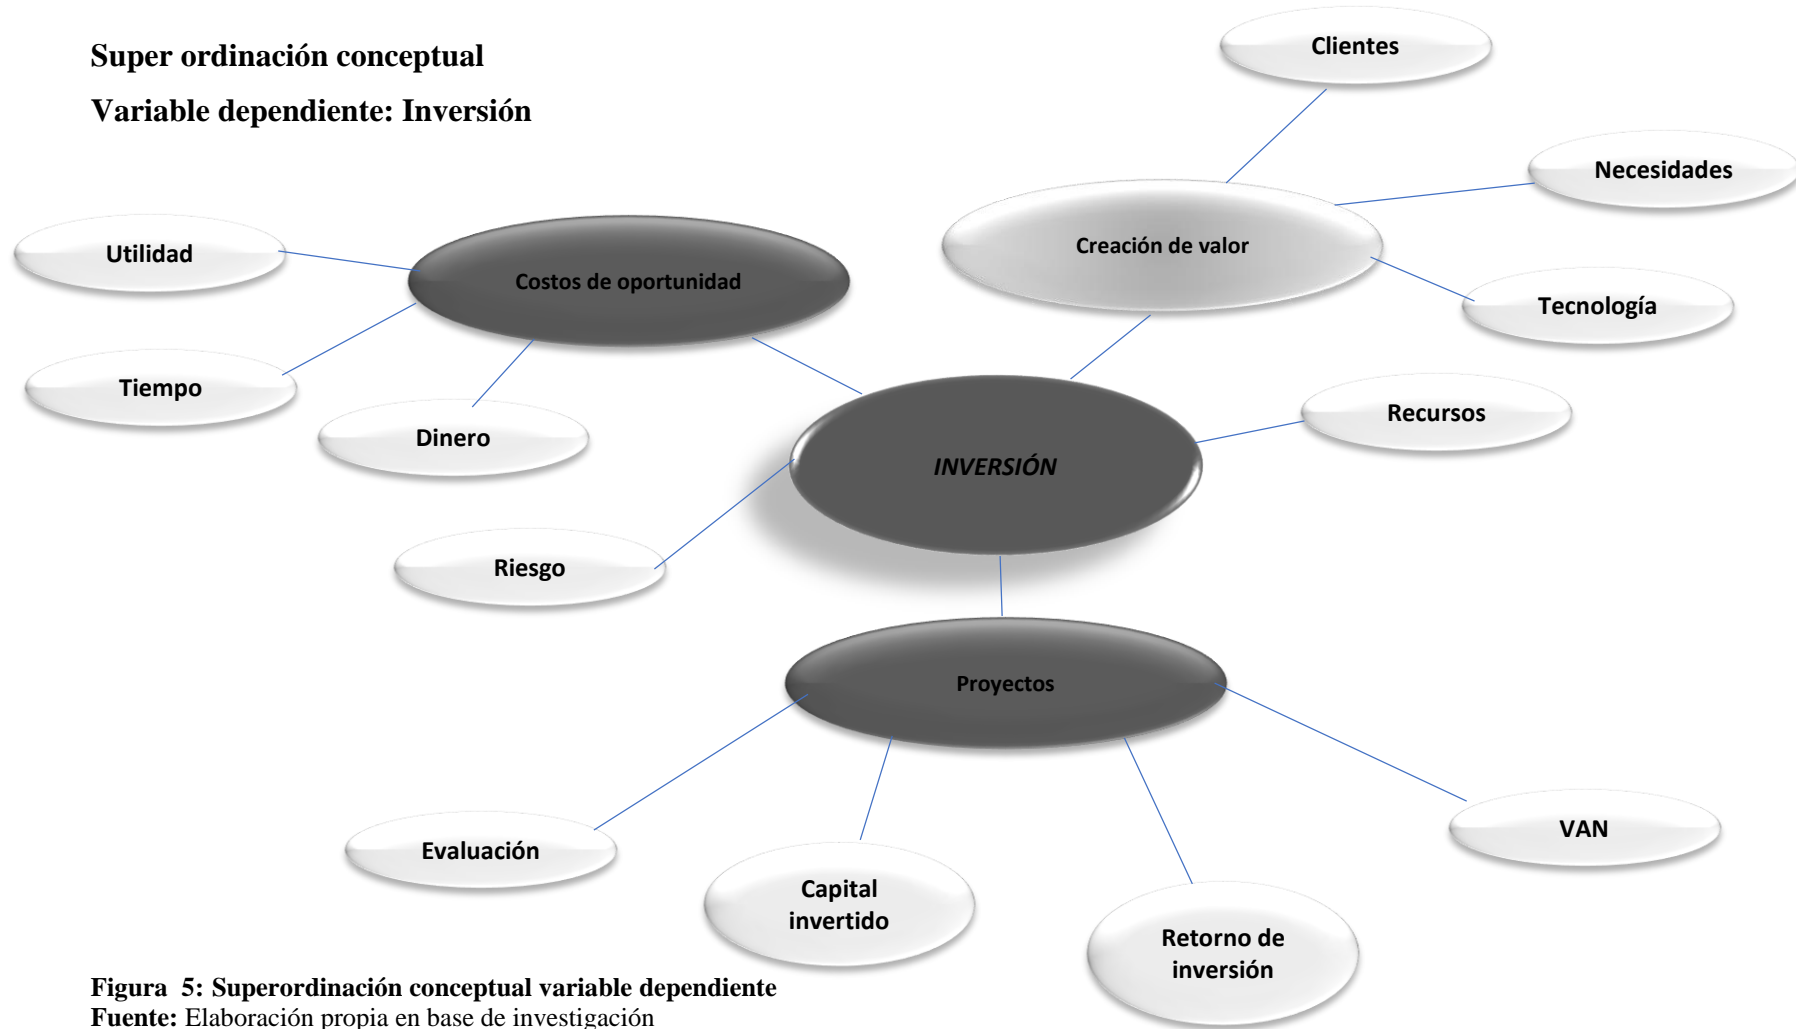 Super ordinación conceptual
Variable dependiente: Inversión
Clientes
Necesidades
Creación de valor
Tecnología
Utilidad
Costos de oportunidad
Tiempo
Dinero
Recursos
INVERSIÓN
Riesgo
Proyectos
Evaluación
Capital
invertido
Retorno de
inversión
VAN
Figura  5: Superordinación conceptual variable dependiente
Fuente: Elaboración propia en base de investigación